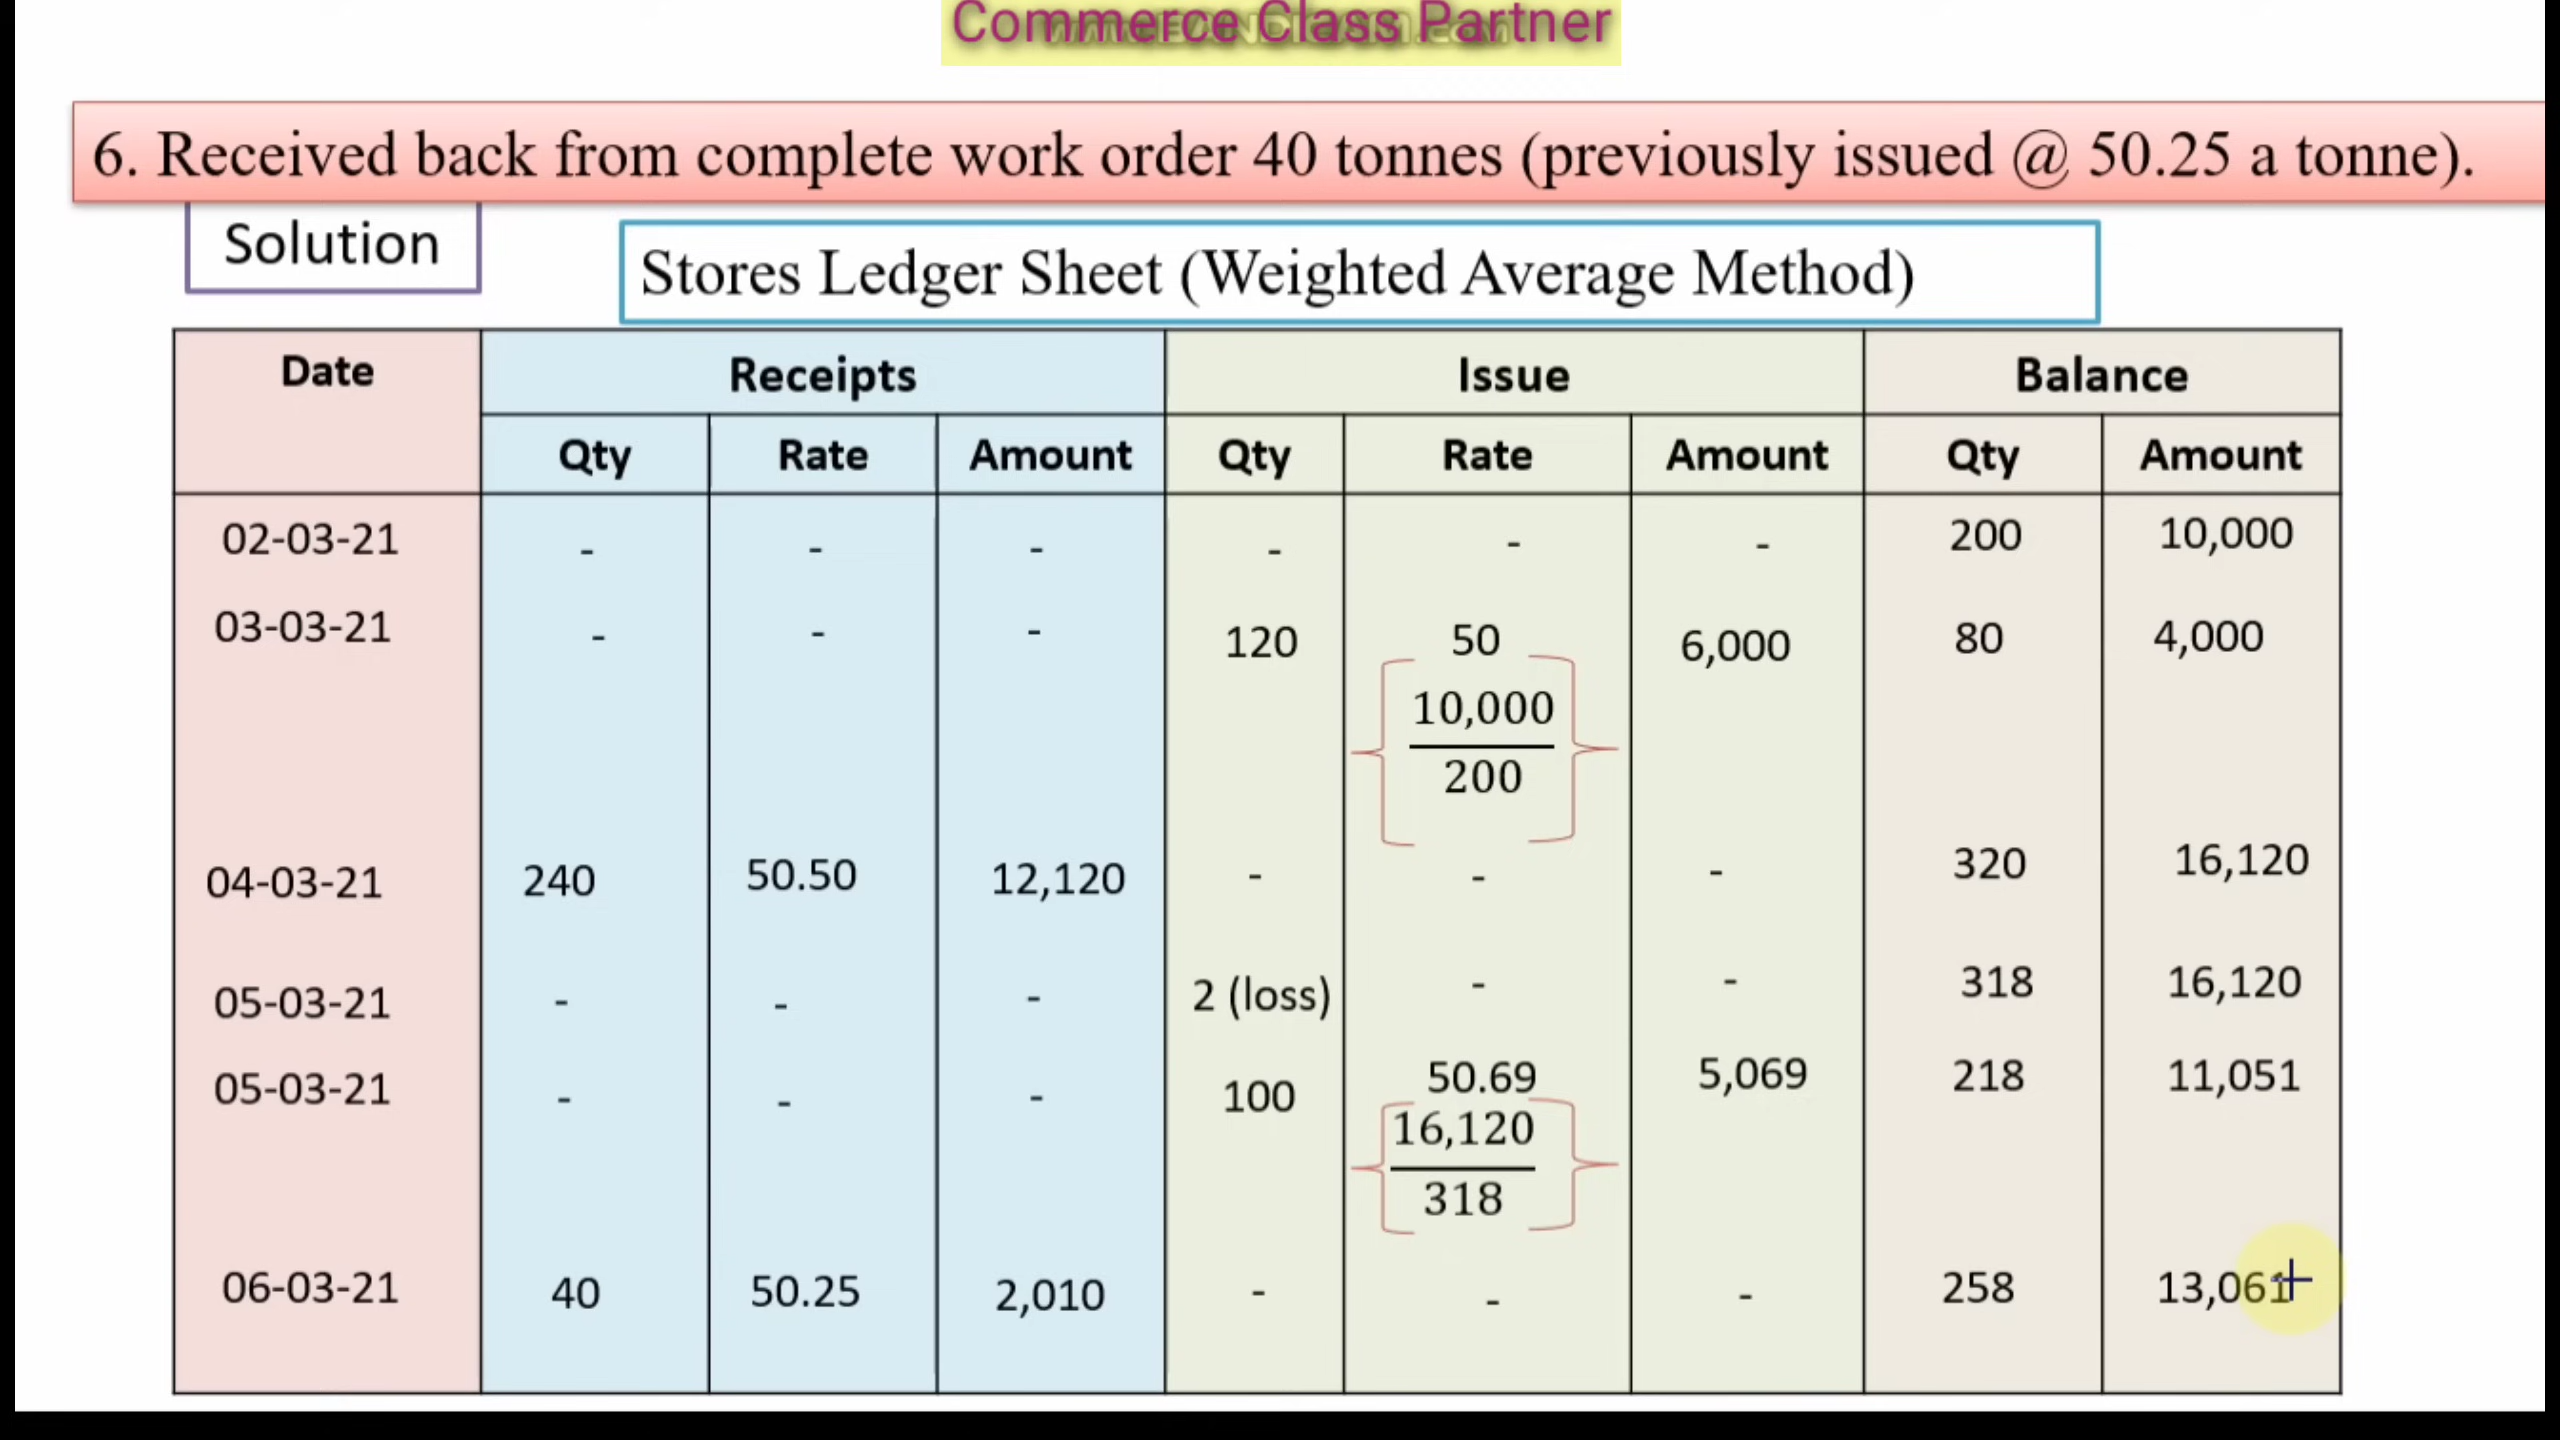 Commerce Class Partner
6. Received back from complete work order 40 tonnes (previously issued @ 50.25 a tonne).
Solution
Stores Ledger Sheet (Weighted Average Method)
Date Receipts Issue Balance
Qty Rate Amount Qty Rate Amount Qty Amount
02-03-21 - - - - - - 200 10,000
03-03-21 - - - 120 50 6,000 80 4,000
10,000
200
04-03-21 240 50.50 12,120 - - - 320 16,120
05-03-21 - - - 2 (loss) - - 318 16,120
05-03-21 - - - 100 50.69 5,069 218 11,051
16,120
318
06-03-21 40 50.25 2,010 - - - 258 13,061